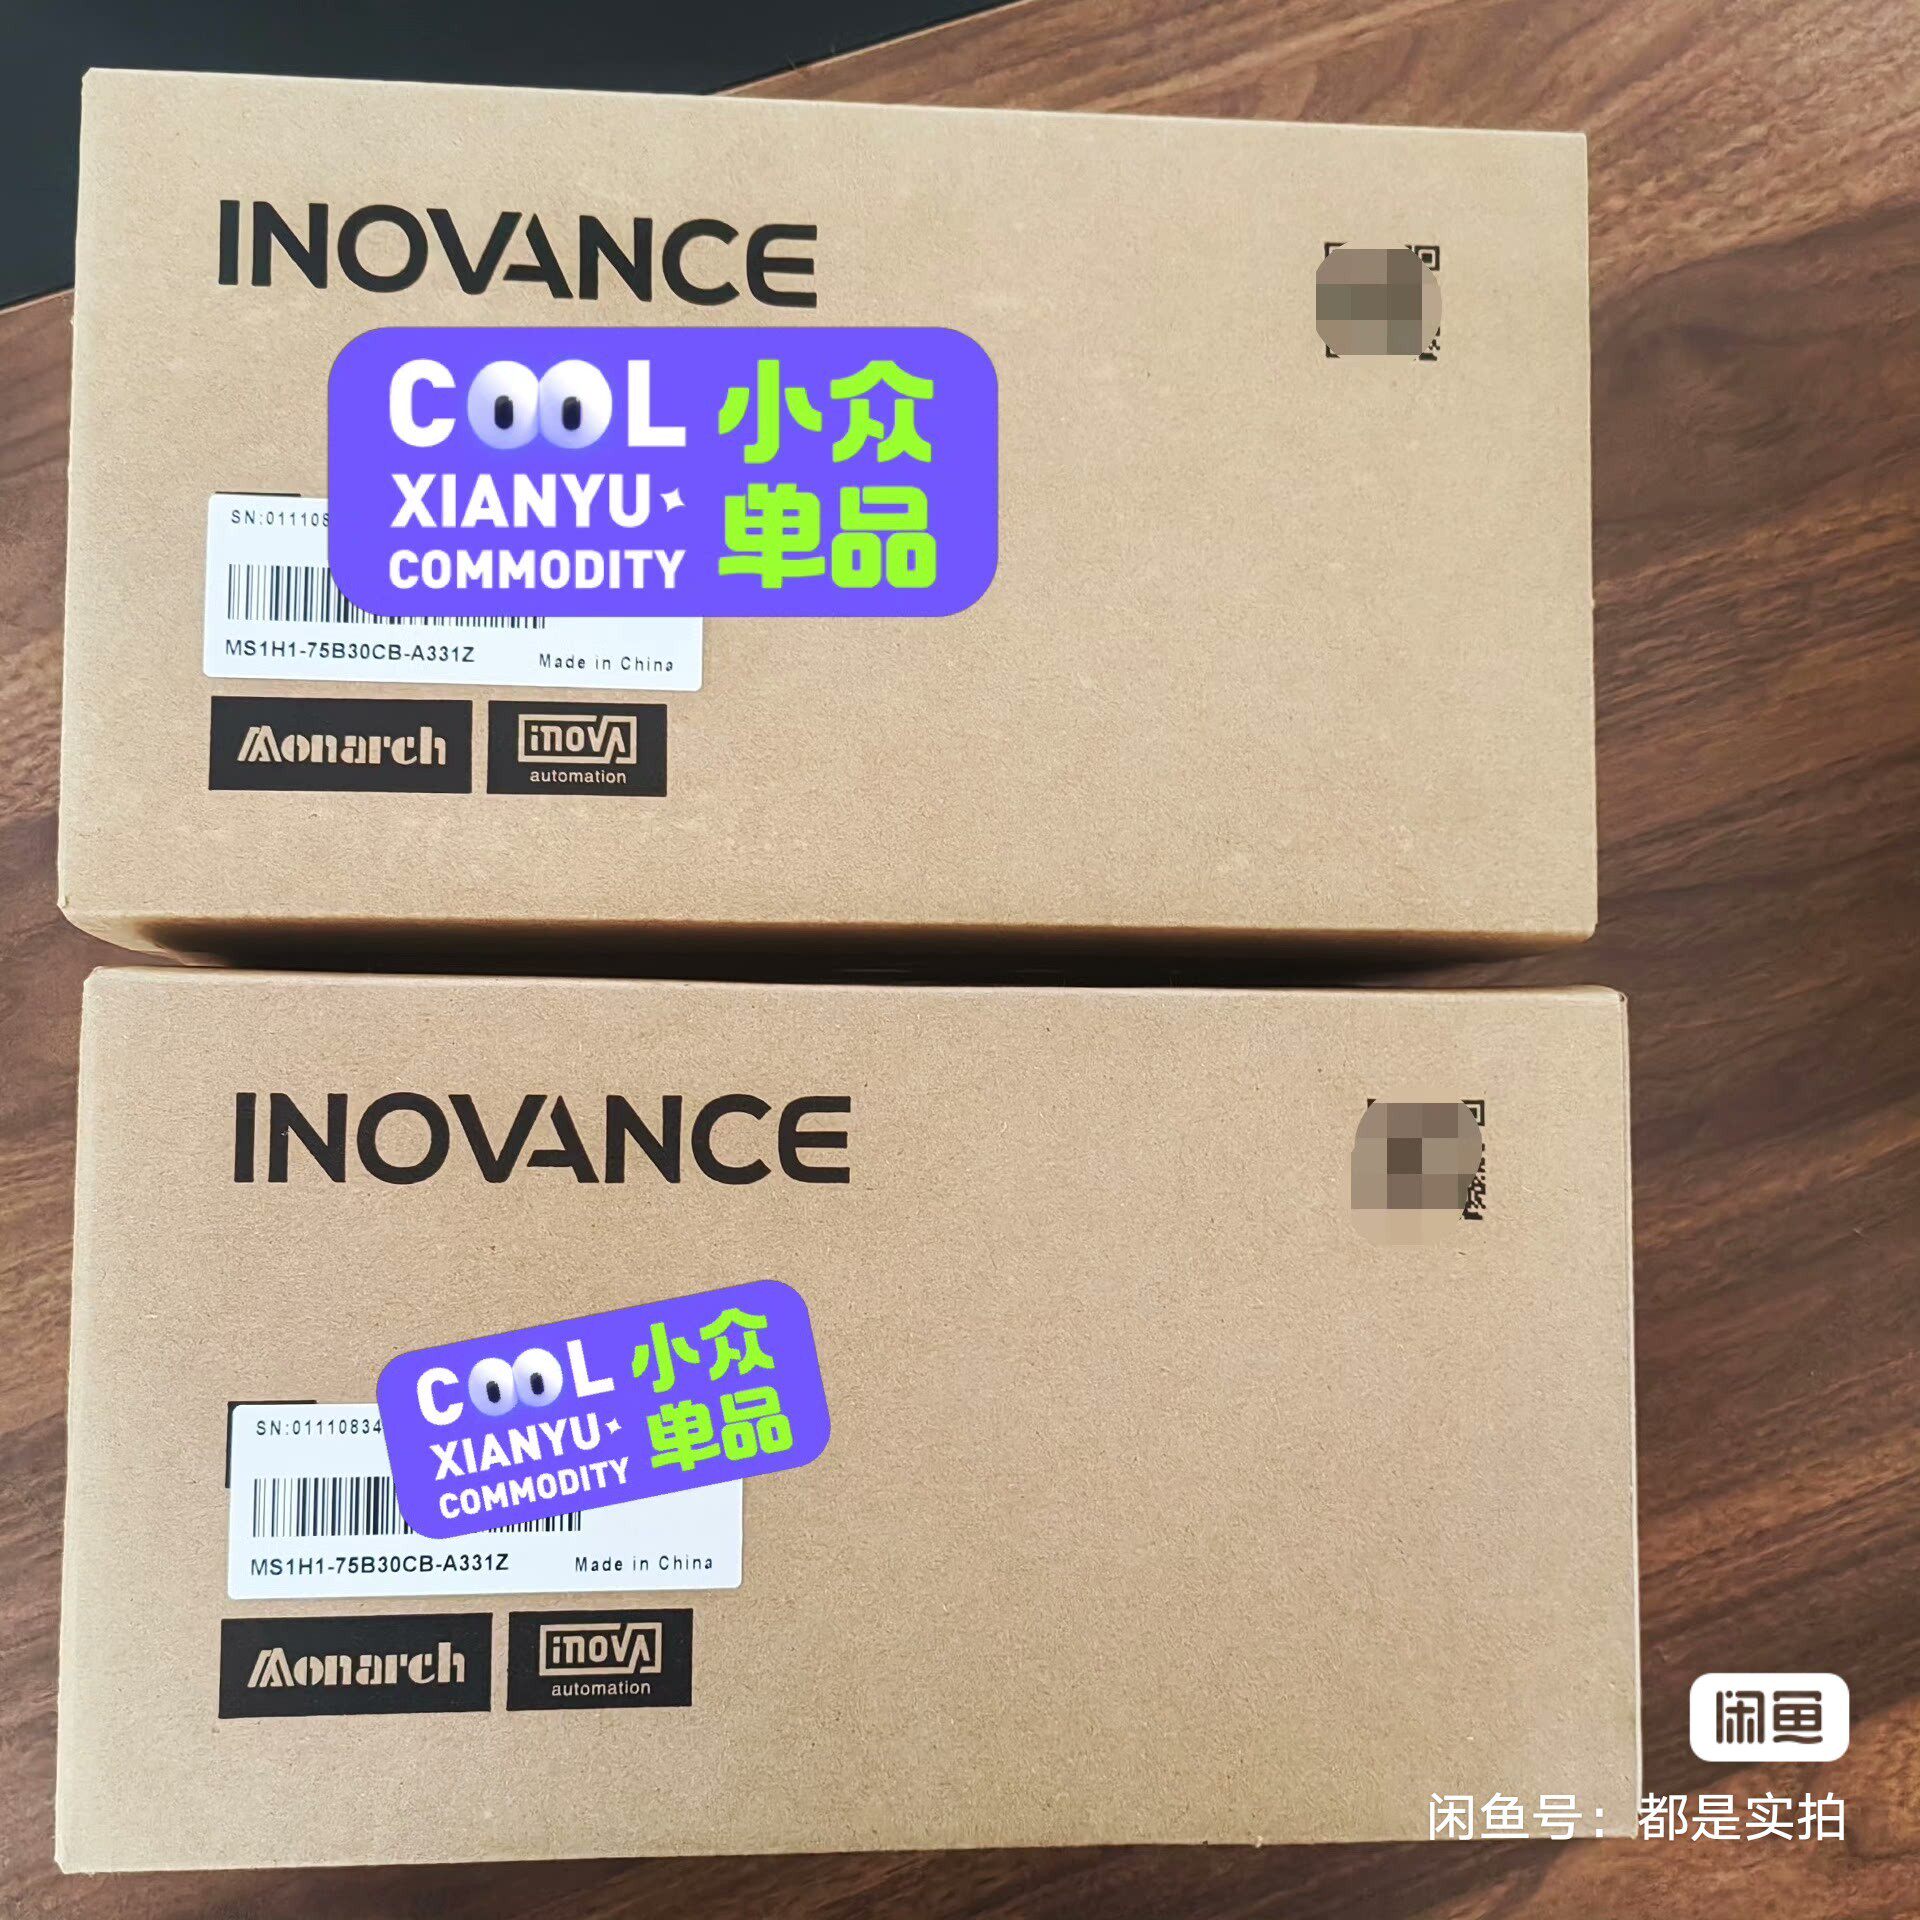 INOVANCE
COOL 小众
XIANYU 单品
COMMODITY
SN:01110
MS1H1-75B30CB-A331Z
Made in China
Monarch
inovA
automation
INOVANCE
COOL 小众
XIANYU 单品
COMMODITY
SN:01110834
MS1H1-75B30CB-A331Z
Made in China
Monarch
inovA
automation
闲鱼
闲鱼号：都是实拍